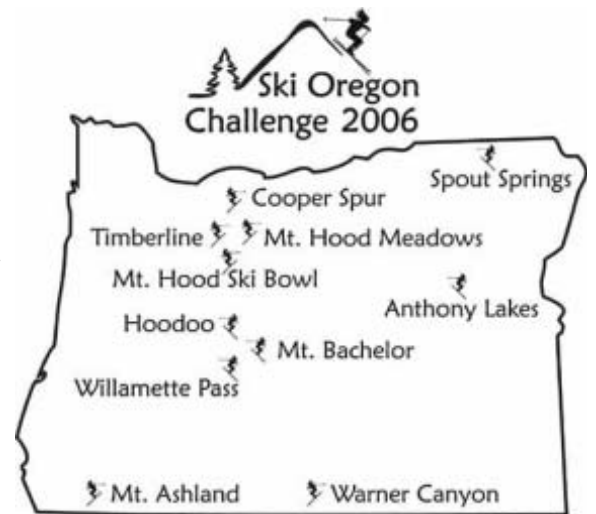 Ski Oregon
Challenge 2006
Spout Springs
Cooper Spur
Timberline
Mt. Hood Meadows
Mt. Hood Ski Bowl
Anthony Lakes
Hoodoo
Mt. Bachelor
Willamette Pass
Mt. Ashland
Warner Canyon